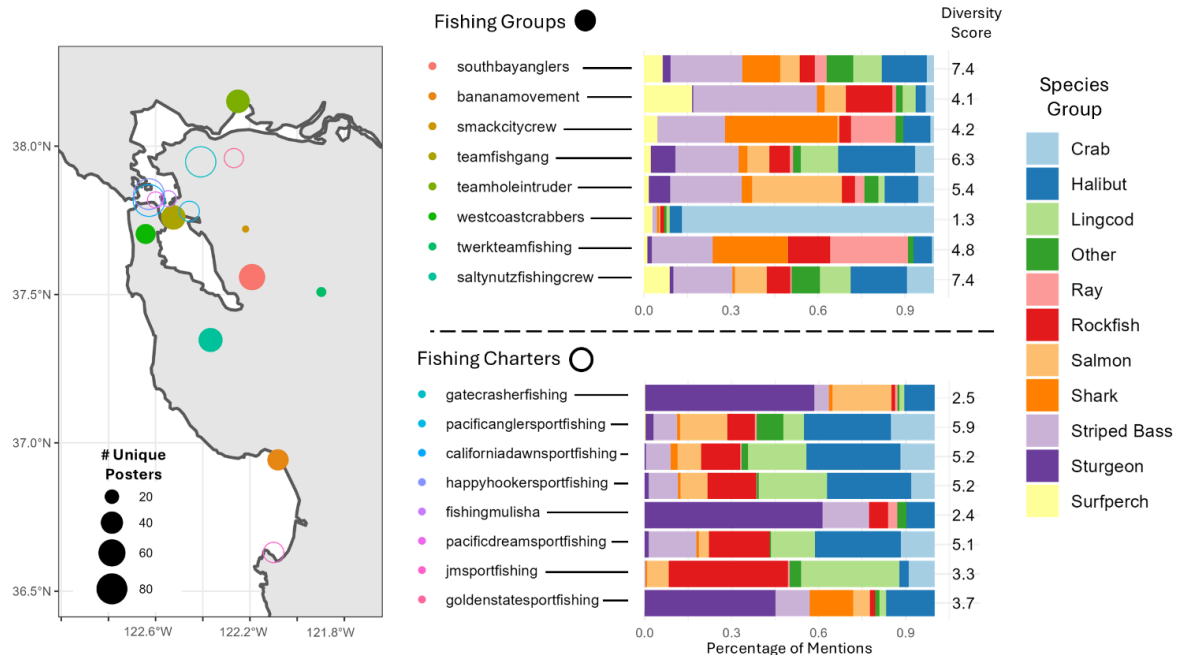 Fishing Groups
Diversity
Score
southbayanglers
7.4
bananamovement
4.1
smackcitycrew
4.2
teamfishgang
6.3
teamholeintruder
5.4
westcoastcrabbers
1.3
twerkteamfishing
4.8
saltynutzfishingcrew
7.4
0.0 0.3 0.6 0.9
Fishing Charters
gatecrasherfishing
2.5
pacificanglersportfishing
5.9
californiadawnsportfishing
5.2
happyhookersportfishing
5.2
fishingmulisha
2.4
pacificdreamsportfishing
5.1
jmsportfishing
3.3
goldenstatesportfishing
3.7
0.0 0.3 0.6 0.9
Percentage of Mentions
38.0°N
37.5°N
37.0°N
36.5°N
122.6°W 122.2°W 121.8°W
# Unique
Posters
20
40
60
80
Species
Group
Crab
Halibut
Lingcod
Other
Ray
Rockfish
Salmon
Shark
Striped Bass
Sturgeon
Surfperch